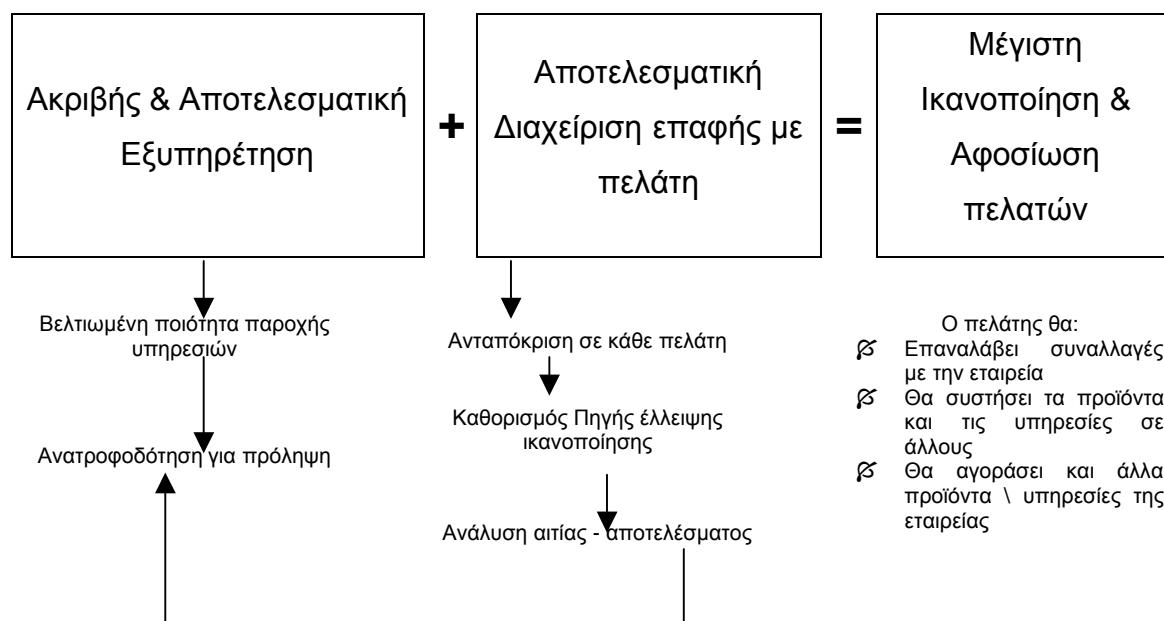 Ακριβής & Αποτελεσματική
Εξυπηρέτηση
+
Αποτελεσματική
Διαχείριση επαφής με
πελάτη
=
Μέγιστη
Ικανοποίηση &
Αφοσίωση
πελατών
Βελτιωμένη ποιότητα παροχής
υπηρεσιών
Ανατροφοδότηση για πρόληψη
Ανταπόκριση σε κάθε πελάτη
Καθορισμός Πηγής έλλειψης
ικανοποίησης
Ανάλυση αιτίας - αποτελέσματος
Ο πελάτης θα:
Επαναλάβει συναλλαγές
με την εταιρεία
Θα συστήσει τα προϊόντα
και τις υπηρεσίες σε
άλλους
Θα αγοράσει και άλλα
προϊόντα \ υπηρεσίες της
εταιρείας